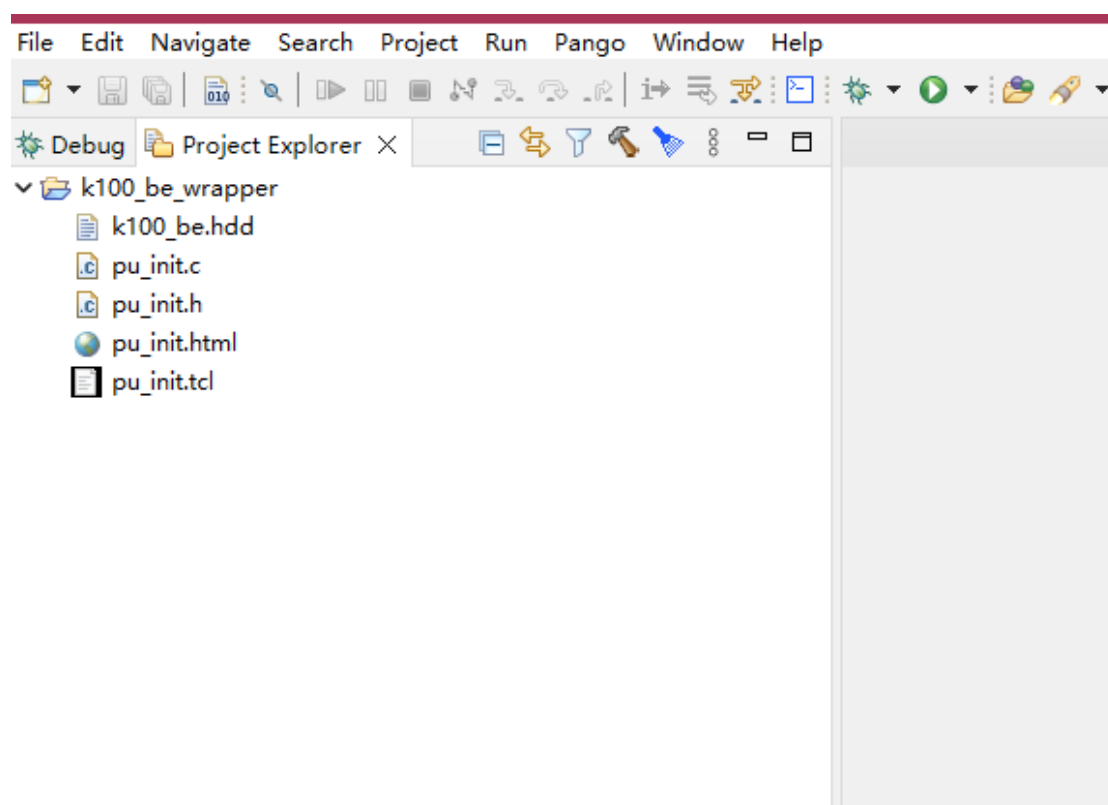 File Edit Navigate Search Project Run Pango Window Help
Debug Project Explorer
k100_be_wrapper
k100_be.hdd
pu_init.c
pu_init.h
pu_init.html
pu_init.tcl